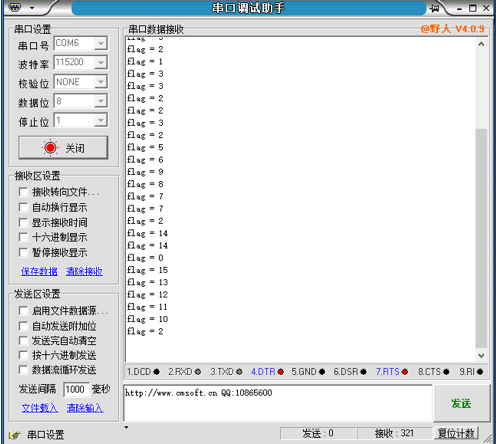 串口调试助手
串口设置
串口号 COM6
波特率 115200
校验位 NONE
数据位 8
停止位 1
关闭
接收区设置
接收转向文件...
自动换行显示
显示接收时间
十六进制显示
暂停接收显示
保存数据 清除接收
发送区设置
启用文件数据源...
自动发送附加位
发送完自动清空
按十六进制发送
数据流循环发送
发送间隔 1000 毫秒
文件载入 清除输入
串口数据接收
@野人 V4.0.9
flag = 2
flag = 1
flag = 3
flag = 3
flag = 2
flag = 2
flag = 3
flag = 2
flag = 5
flag = 6
flag = 9
flag = 8
flag = 7
flag = 7
flag = 2
flag = 14
flag = 14
flag = 0
flag = 15
flag = 13
flag = 12
flag = 11
flag = 10
flag = 2
1.DCD 2.RXD 3.TXD 4.DTR 5.GND 6.DSR 7.RTS 8.CTS 9.RI
http://www.cmsoft.cn QQ:10865600
发送
串口设置
发送 : 0
接收 : 321
复位计数